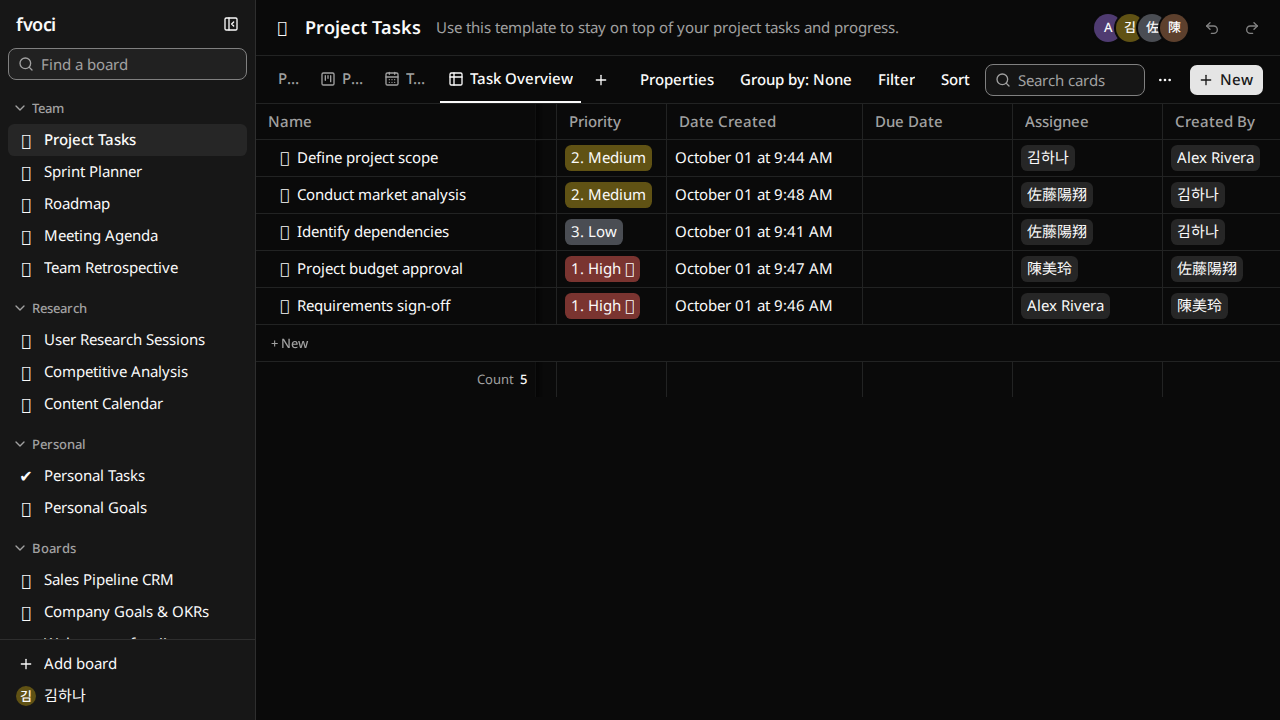 fvoci
Find a board
Team
Project Tasks
Sprint Planner
Roadmap
Meeting Agenda
Team Retrospective
Research
User Research Sessions
Competitive Analysis
Content Calendar
Personal
✔ Personal Tasks
Personal Goals
Boards
Sales Pipeline CRM
Company Goals & OKRs
+ Add board
김 김하나
Project Tasks Use this template to stay on top of your project tasks and progress.
A 김 佐 陳
P... P... T... Task Overview + Properties Group by: None Filter Sort Search cards ... + New
Name Priority Date Created Due Date Assignee Created By
Define project scope 2. Medium October 01 at 9:44 AM 김하나 Alex Rivera
Conduct market analysis 2. Medium October 01 at 9:48 AM 佐藤陽翔 김하나
Identify dependencies 3. Low October 01 at 9:41 AM 佐藤陽翔 김하나
Project budget approval 1. High October 01 at 9:47 AM 陳美玲 佐藤陽翔
Requirements sign-off 1. High October 01 at 9:46 AM Alex Rivera 陳美玲
+ New
Count 5